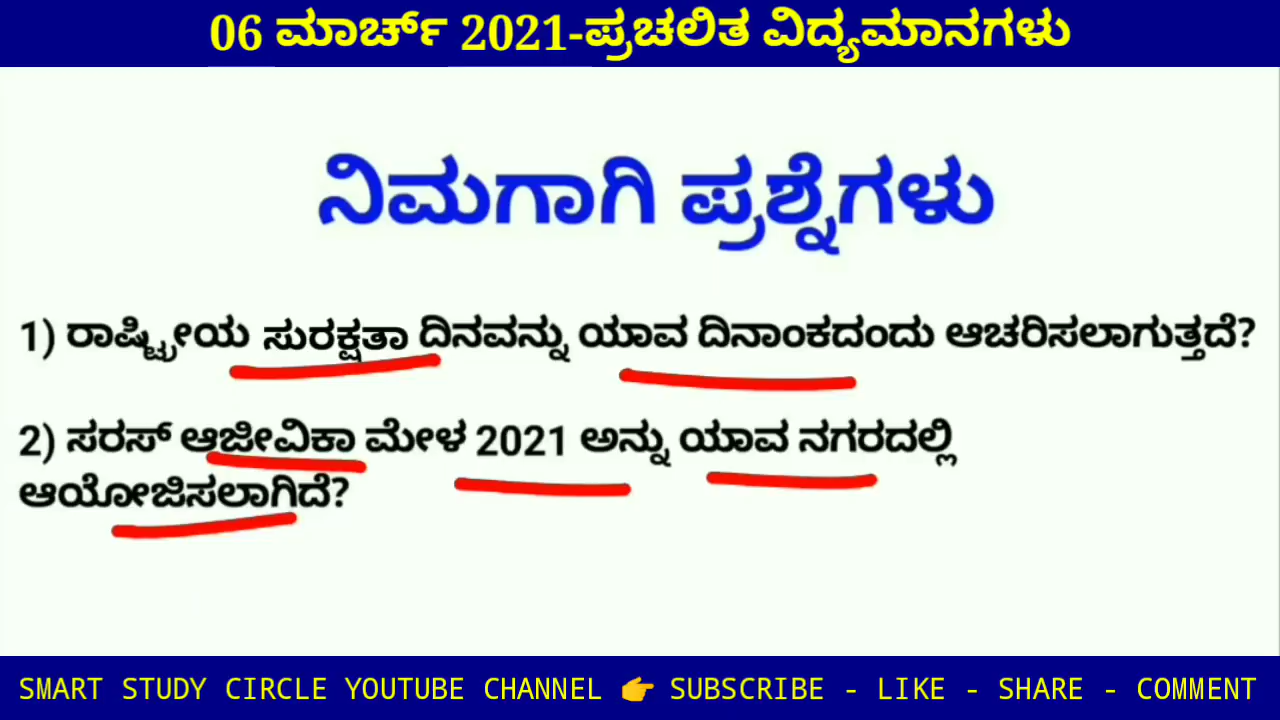 06 ಮಾರ್ಚ್ 2021-ಪ್ರಚಲಿತ ವಿದ್ಯಮಾನಗಳು
ನಿಮಗಾಗಿ ಪ್ರಶ್ನೆಗಳು
1) ರಾಷ್ಟ್ರೀಯ ಸುರಕ್ಷತಾ ದಿನವನ್ನು ಯಾವ ದಿನಾಂಕದಂದು ಆಚರಿಸಲಾಗುತ್ತದೆ?
2) ಸರಸ್ ಆಜೀವಿಕಾ ಮೇಳ 2021 ಅನ್ನು ಯಾವ ನಗರದಲ್ಲಿ
ಆಯೋಜಿಸಲಾಗಿದೆ?
SMART STUDY CIRCLE YOUTUBE CHANNEL 👉 SUBSCRIBE - LIKE - SHARE - COMMENT